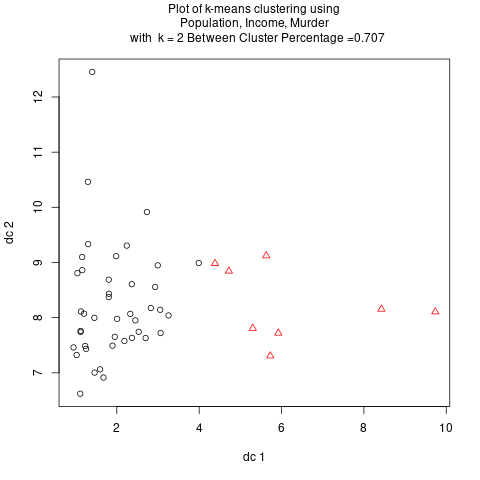 Plot of k-means clustering using
Population, Income, Murder
with k = 2 Between Cluster Percentage =0.707
12
11
10
9
8
7
dc 2
2 4 6 8 10
dc 1